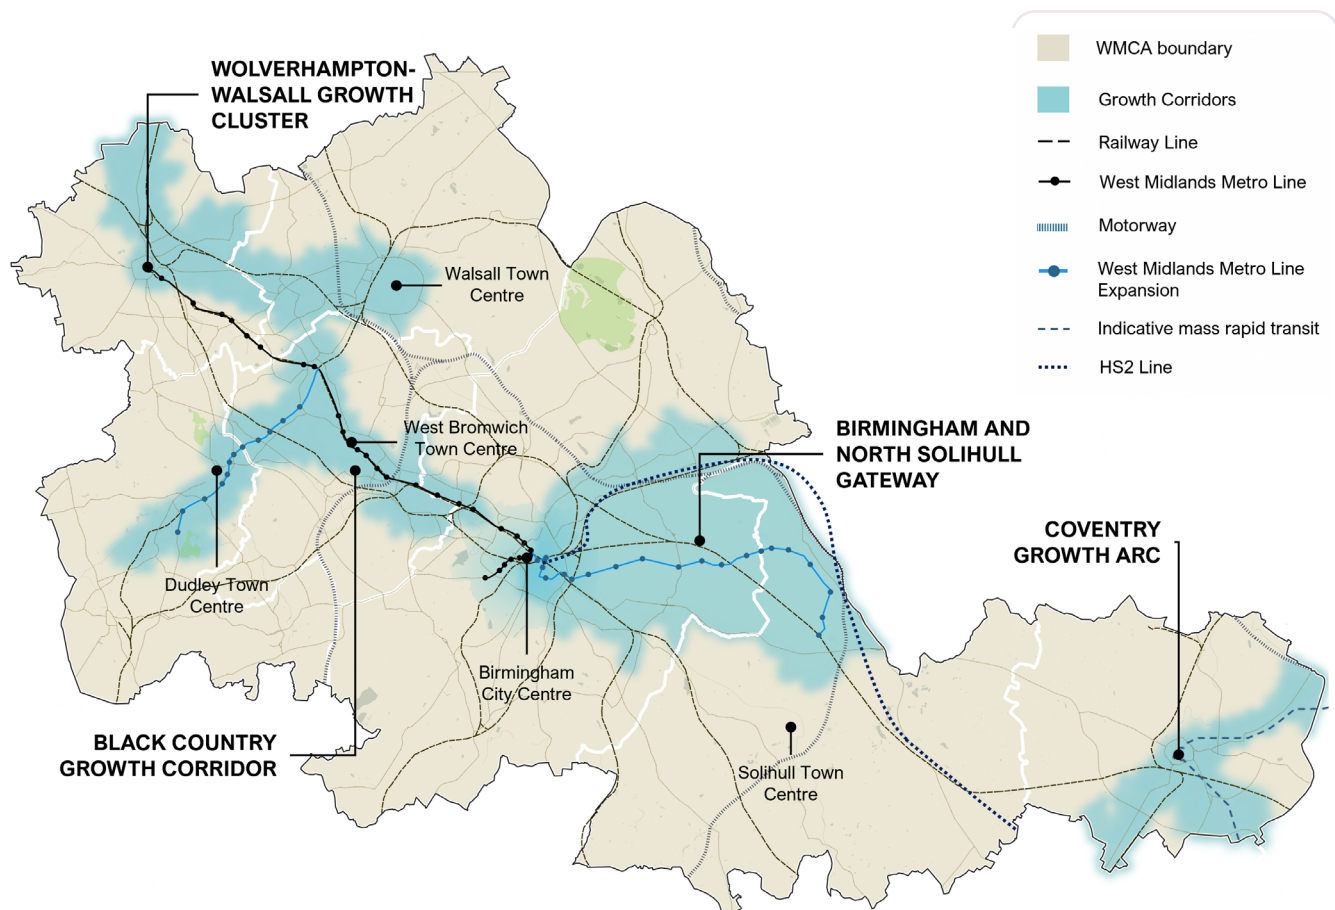 WOLVERHAMPTON-
WALSALL GROWTH
CLUSTER
WMCA boundary
Growth Corridors
Railway Line
West Midlands Metro Line
Motorway
West Midlands Metro Line
Expansion
Indicative mass rapid transit
HS2 Line
Walsall Town
Centre
West Bromwich
Town Centre
BIRMINGHAM AND
NORTH SOLIHULL
GATEWAY
COVENTRY
GROWTH ARC
Dudley Town
Centre
Birmingham
City Centre
BLACK COUNTRY
GROWTH CORRIDOR
Solihull Town
Centre